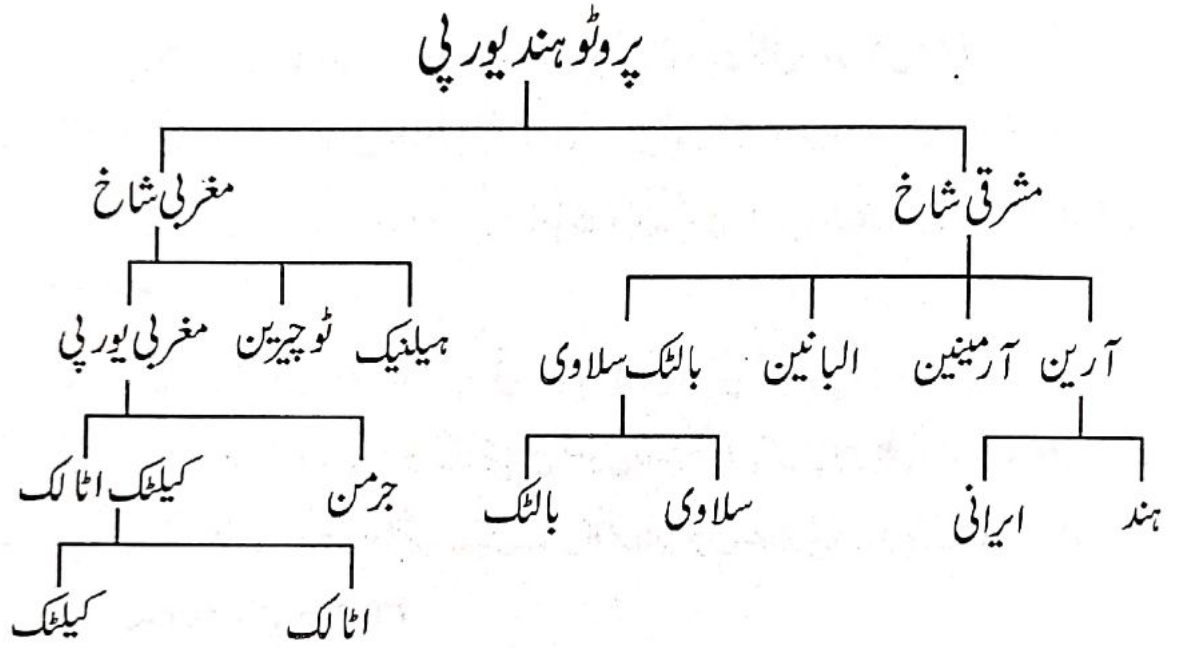 پروٹو ہند یورپی
مشرقی شاخ مغربی شاخ
آرین آرمینین البانین بالٹک سلاوی ہیلنیک ٹوچیرین مغربی یورپی
ہند ایرانی سلاوی بالٹک جرمن کیلٹک اٹالک
اٹالک کیلٹک